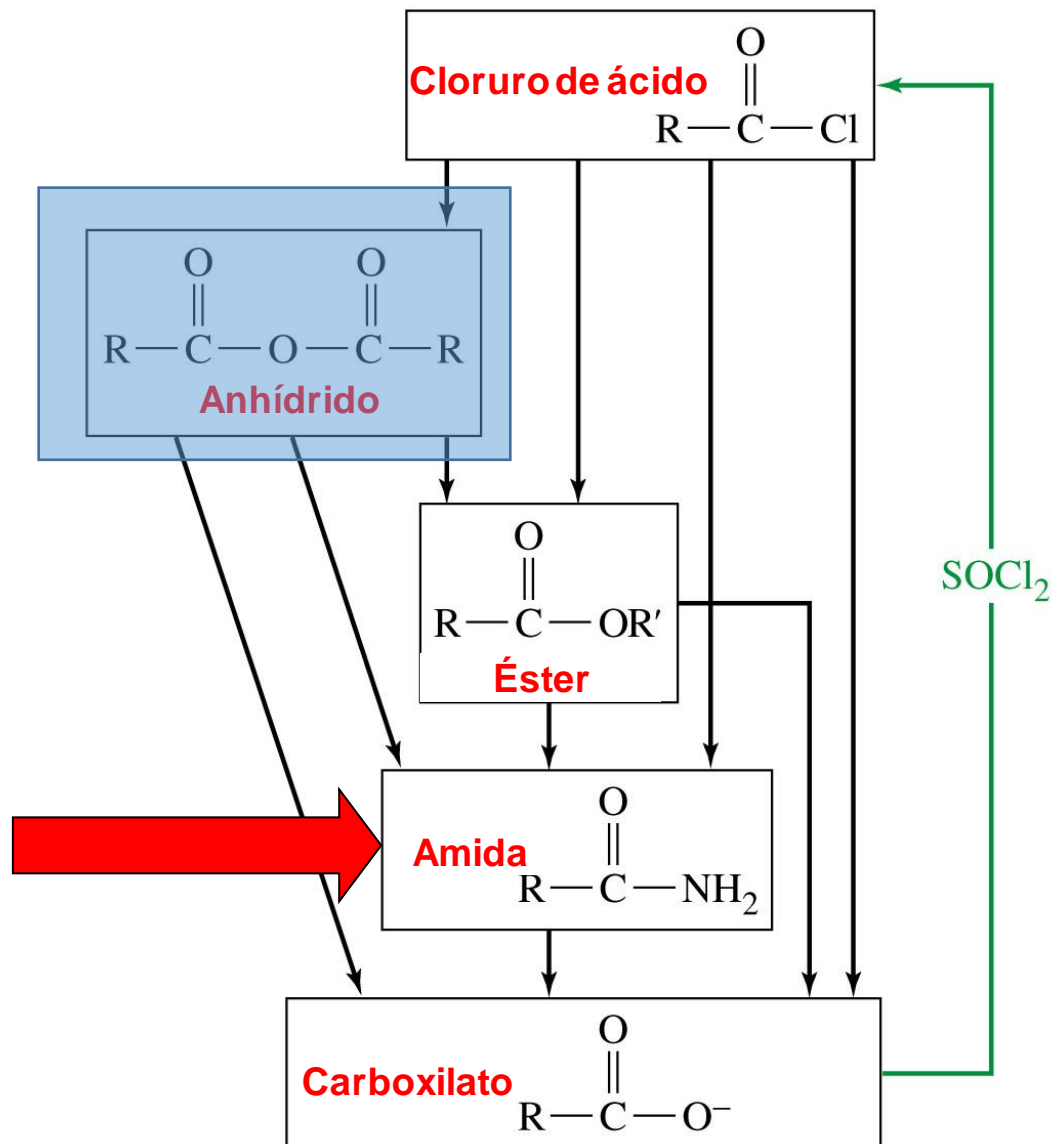 Cloruro de ácido
O
R—C—Cl
O O
R—C—O—C—R
Anhídrido
O
R—C—OR′
Éster
SOCl₂
Amida
O
R—C—NH₂
Carboxilato
O
R—C—O⁻